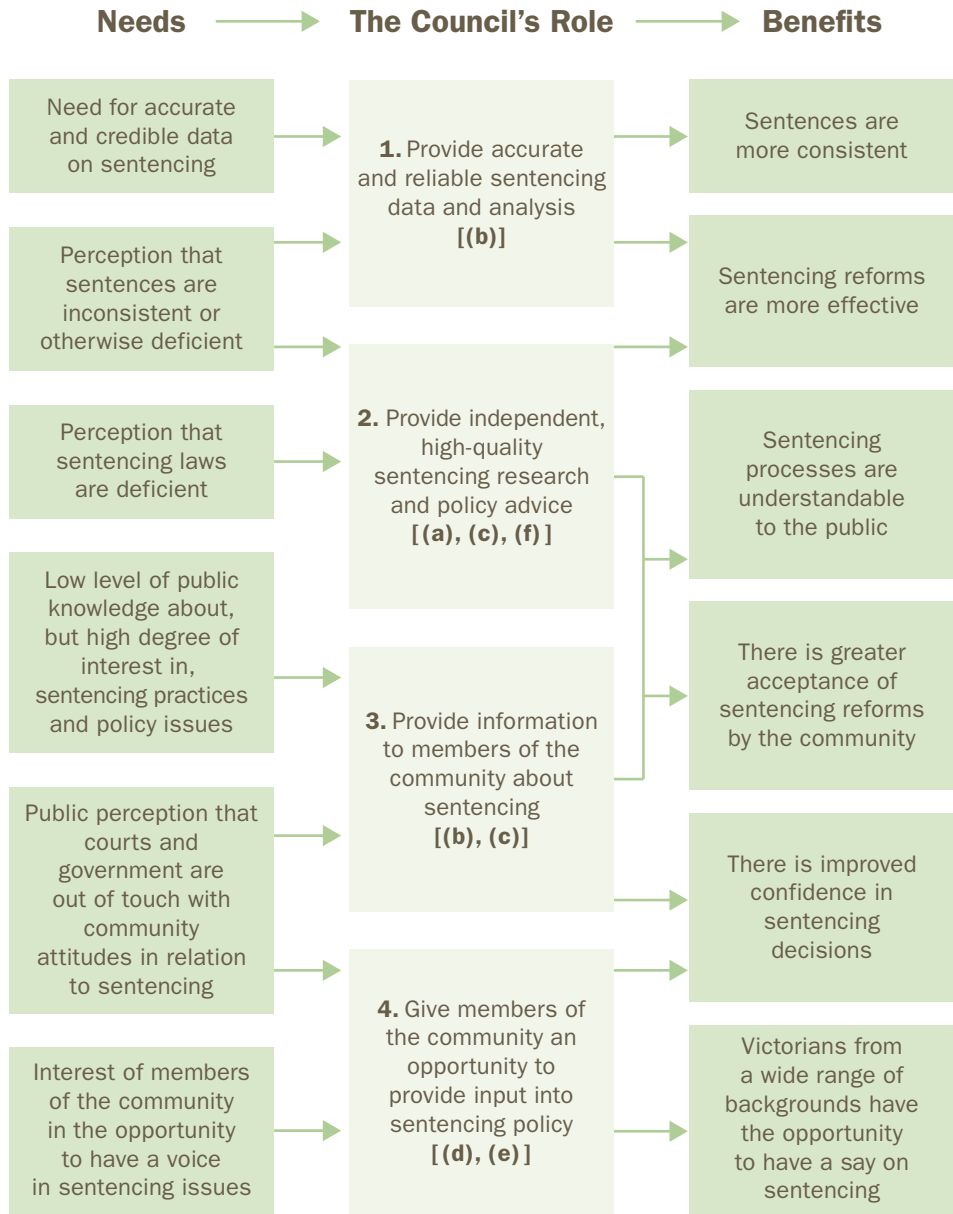 Needs
The Council's Role
Benefits
Need for accurate
and credible data
on sentencing
Perception that
sentences are
inconsistent or
otherwise deficient
Perception that
sentencing laws
are deficient
Low level of public
knowledge about,
but high degree of
interest in,
sentencing practices
and policy issues
Public perception that
courts and
government are
out of touch with
community
attitudes in relation
to sentencing
Interest of members
of the community
in the opportunity
to have a voice
in sentencing issues
1. Provide accurate
and reliable sentencing
data and analysis
[(b)]
2. Provide independent,
high-quality
sentencing research
and policy advice
[(a), (c), (f)]
3. Provide information
to members of the
community about
sentencing
[(b), (c)]
4. Give members of
the community an
opportunity to
provide input into
sentencing policy
[(d), (e)]
Sentences are
more consistent
Sentencing reforms
are more effective
Sentencing
processes are
understandable
to the public
There is greater
acceptance of
sentencing reforms
by the community
There is improved
confidence in
sentencing
decisions
Victorians from
a wide range of
backgrounds have
the opportunity
to have a say on
sentencing